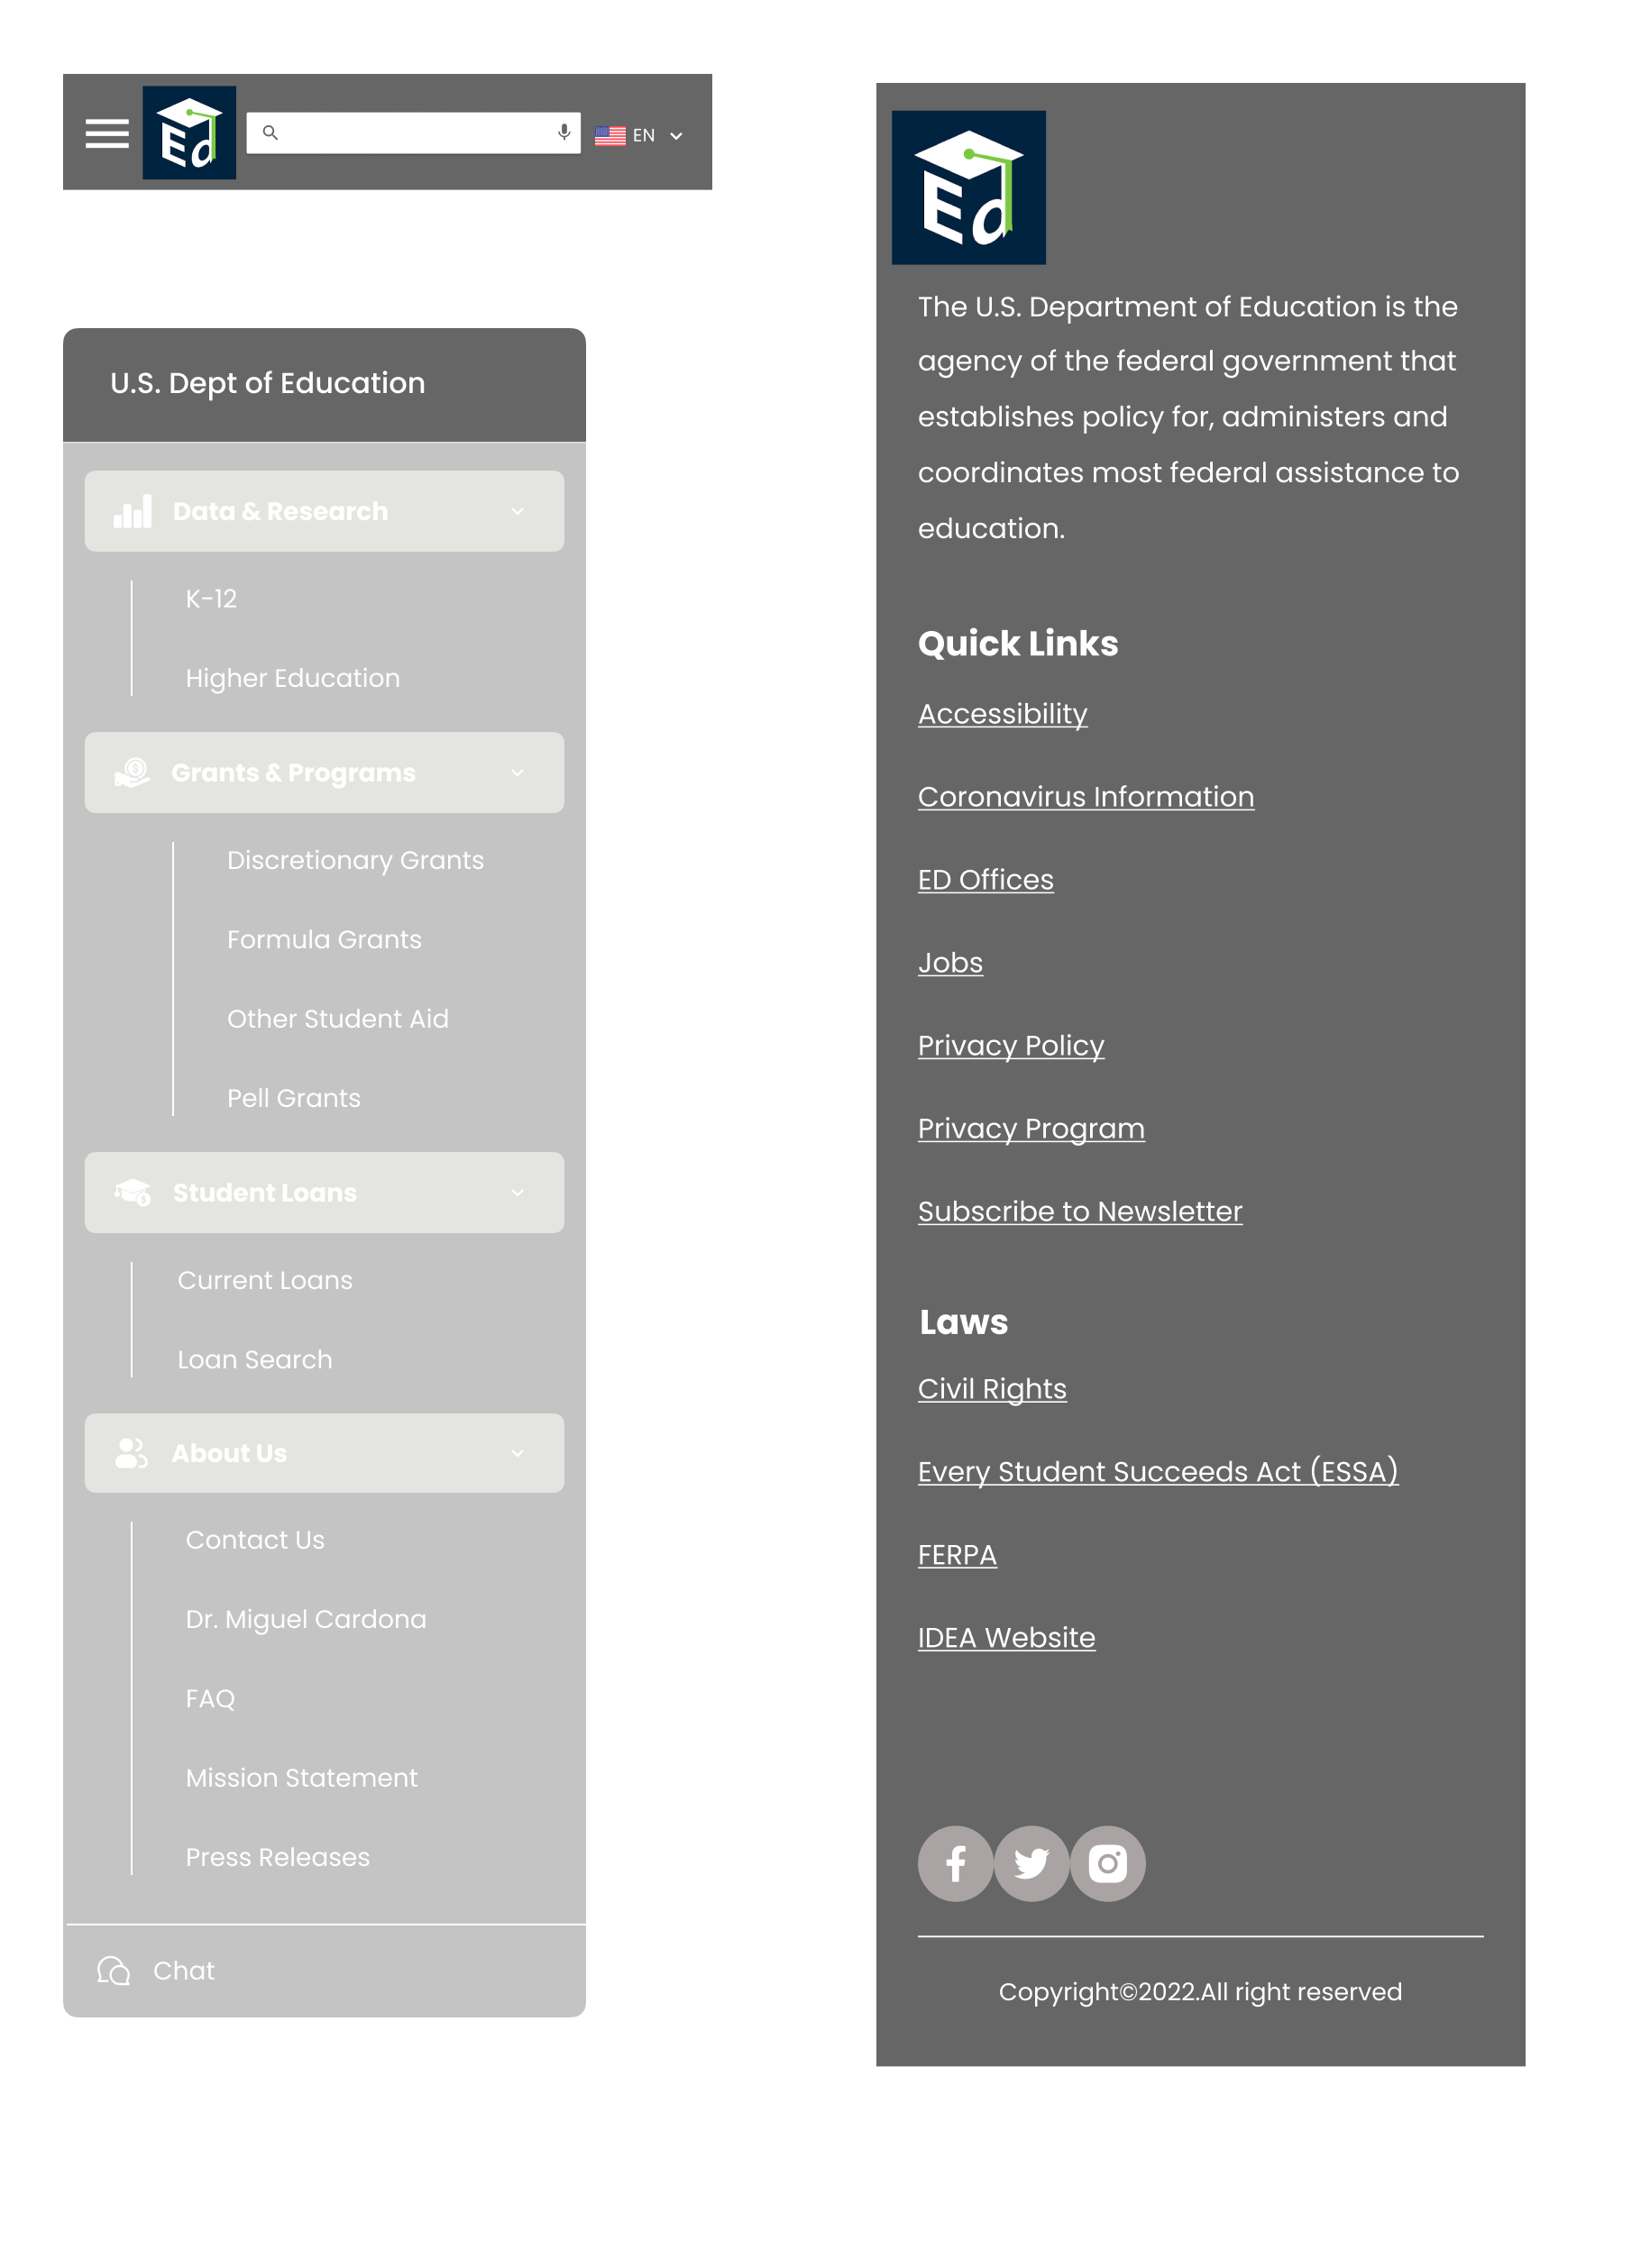 Ed
EN
U.S. Dept of Education
Data & Research
K-12
Higher Education
Grants & Programs
Discretionary Grants
Formula Grants
Other Student Aid
Pell Grants
Student Loans
Current Loans
Loan Search
About Us
Contact Us
Dr. Miguel Cardona
FAQ
Mission Statement
Press Releases
Chat
Ed
The U.S. Department of Education is the
agency of the federal government that
establishes policy for, administers and
coordinates most federal assistance to
education.
Quick Links
Accessibility
Coronavirus Information
ED Offices
Jobs
Privacy Policy
Privacy Program
Subscribe to Newsletter
Laws
Civil Rights
Every Student Succeeds Act (ESSA)
FERPA
IDEA Website
Copyright©2022.All right reserved